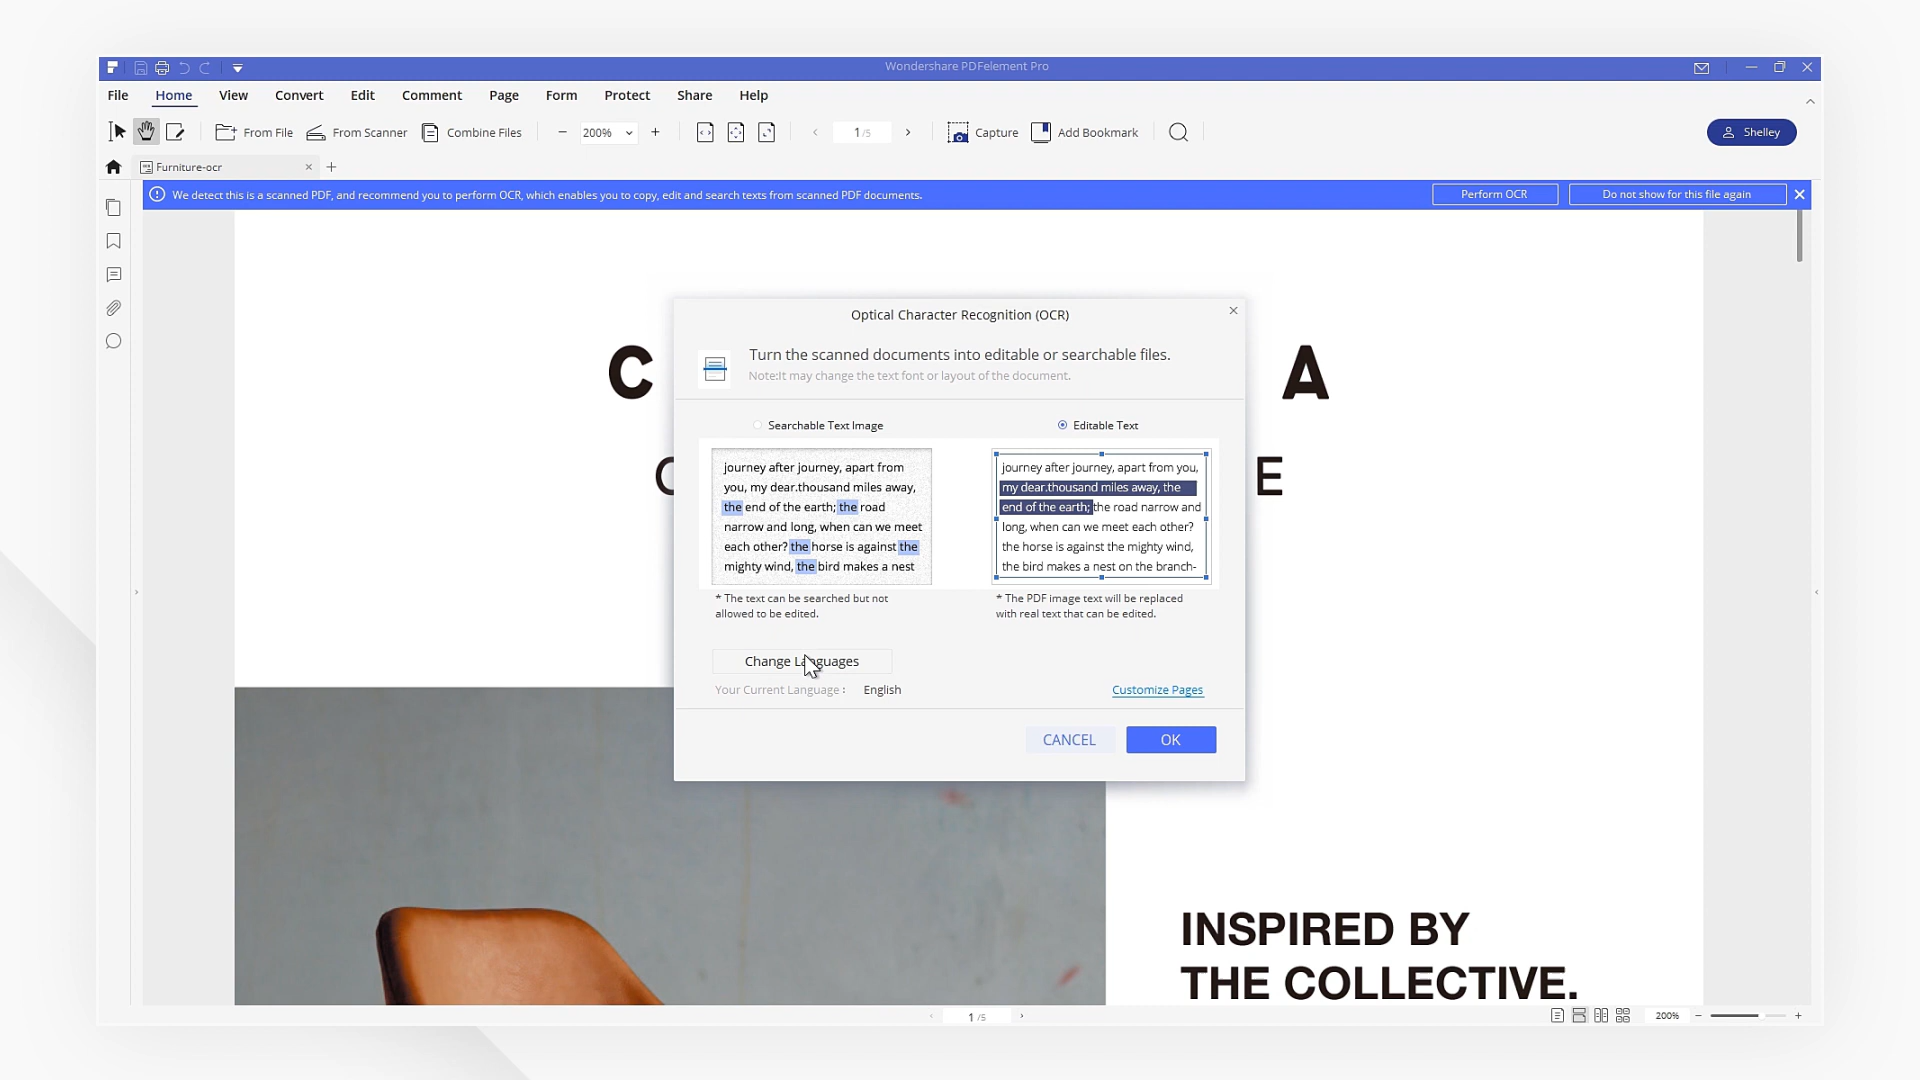 Wondershare PDFelement Pro
File Home View Convert Edit Comment Page Form Protect Share Help
From File From Scanner Combine Files 200% 1 /5 Capture Add Bookmark Shelley
Furniture-ocr
We detect this is a scanned PDF, and recommend you to perform OCR, which enables you to copy, edit and search texts from scanned PDF documents. Perform OCR Do not show for this file again
C A
E
Optical Character Recognition (OCR)
Turn the scanned documents into editable or searchable files.
Note:It may change the text font or layout of the document.
Searchable Text Image
journey after journey, apart from
you, my dear.thousand miles away,
the end of the earth; the road
narrow and long, when can we meet
each other? the horse is against the
mighty wind, the bird makes a nest
* The text can be searched but not
allowed to be edited.
Editable Text
journey after journey, apart from you,
my dear.thousand miles away, the
end of the earth; the road narrow and
long, when can we meet each other?
the horse is against the mighty wind,
the bird makes a nest on the branch-
* The PDF image text will be replaced
with real text that can be edited.
Change Languages
Your Current Language : English
Customize Pages
CANCEL OK
INSPIRED BY
THE COLLECTIVE.
1 /5
200%